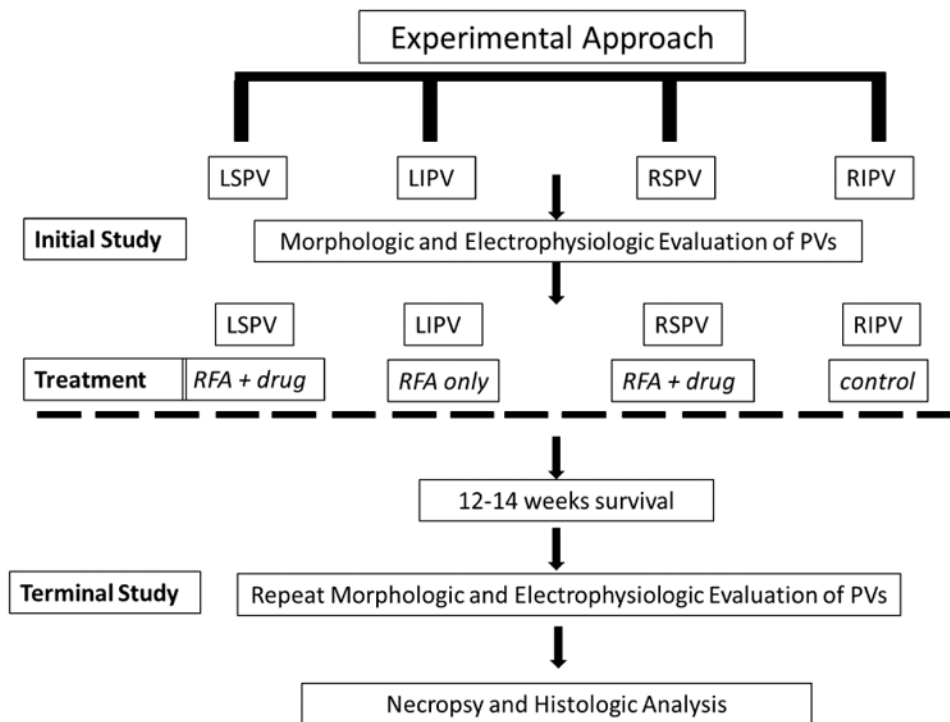 Experimental Approach
LSPV LIPV RSPV RIPV
Initial Study Morphologic and Electrophysiologic Evaluation of PVs
LSPV LIPV RSPV RIPV
Treatment RFA + drug RFA only RFA + drug control
12-14 weeks survival
Terminal Study Repeat Morphologic and Electrophysiologic Evaluation of PVs
Necropsy and Histologic Analysis